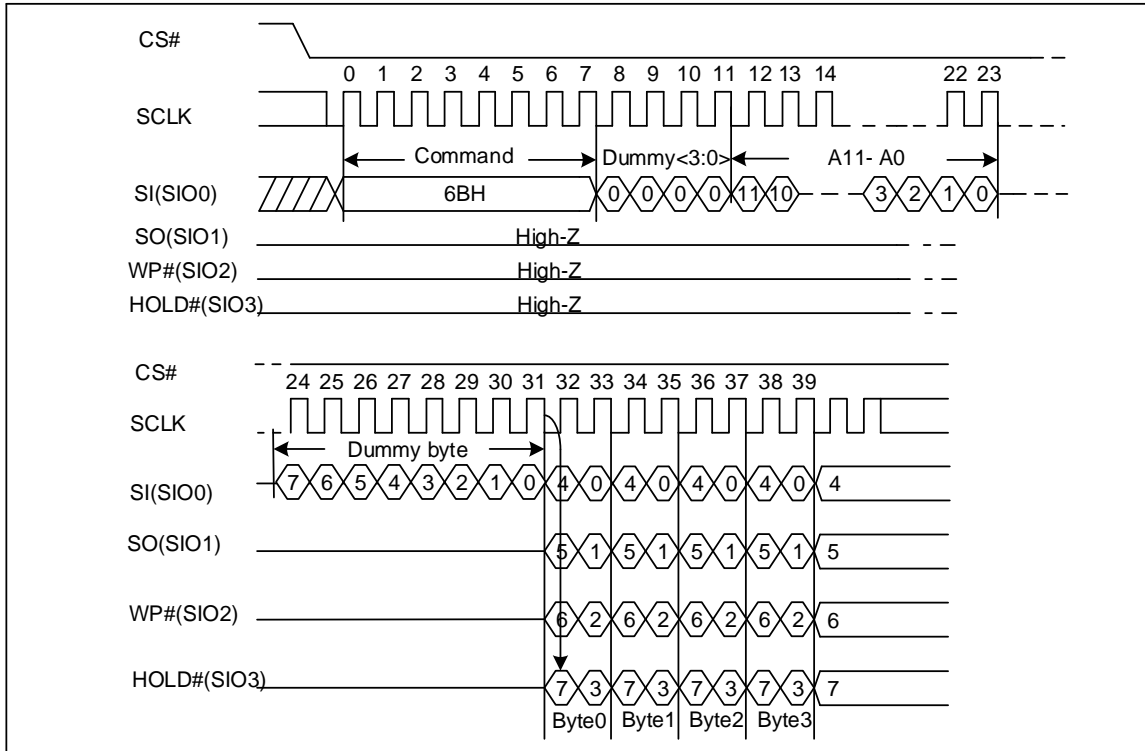 CS#
0 1 2 3 4 5 6 7 8 9 10 11 12 13 14 22 23
SCLK
Command Dummy<3:0> A11- A0
SI(SIO0) 6BH 0 0 0 0 11 10 3 2 1 0
SO(SIO1) High-Z
WP#(SIO2) High-Z
HOLD#(SIO3) High-Z
CS#
24 25 26 27 28 29 30 31 32 33 34 35 36 37 38 39
SCLK
Dummy byte
SI(SIO0) 7 6 5 4 3 2 1 0 4 0 4 0 4 0 4 0 4
SO(SIO1) 5 1 5 1 5 1 5 1 5
WP#(SIO2) 6 2 6 2 6 2 6 2 6
HOLD#(SIO3) 7 3 7 3 7 3 7 3 7
Byte0 Byte1 Byte2 Byte3